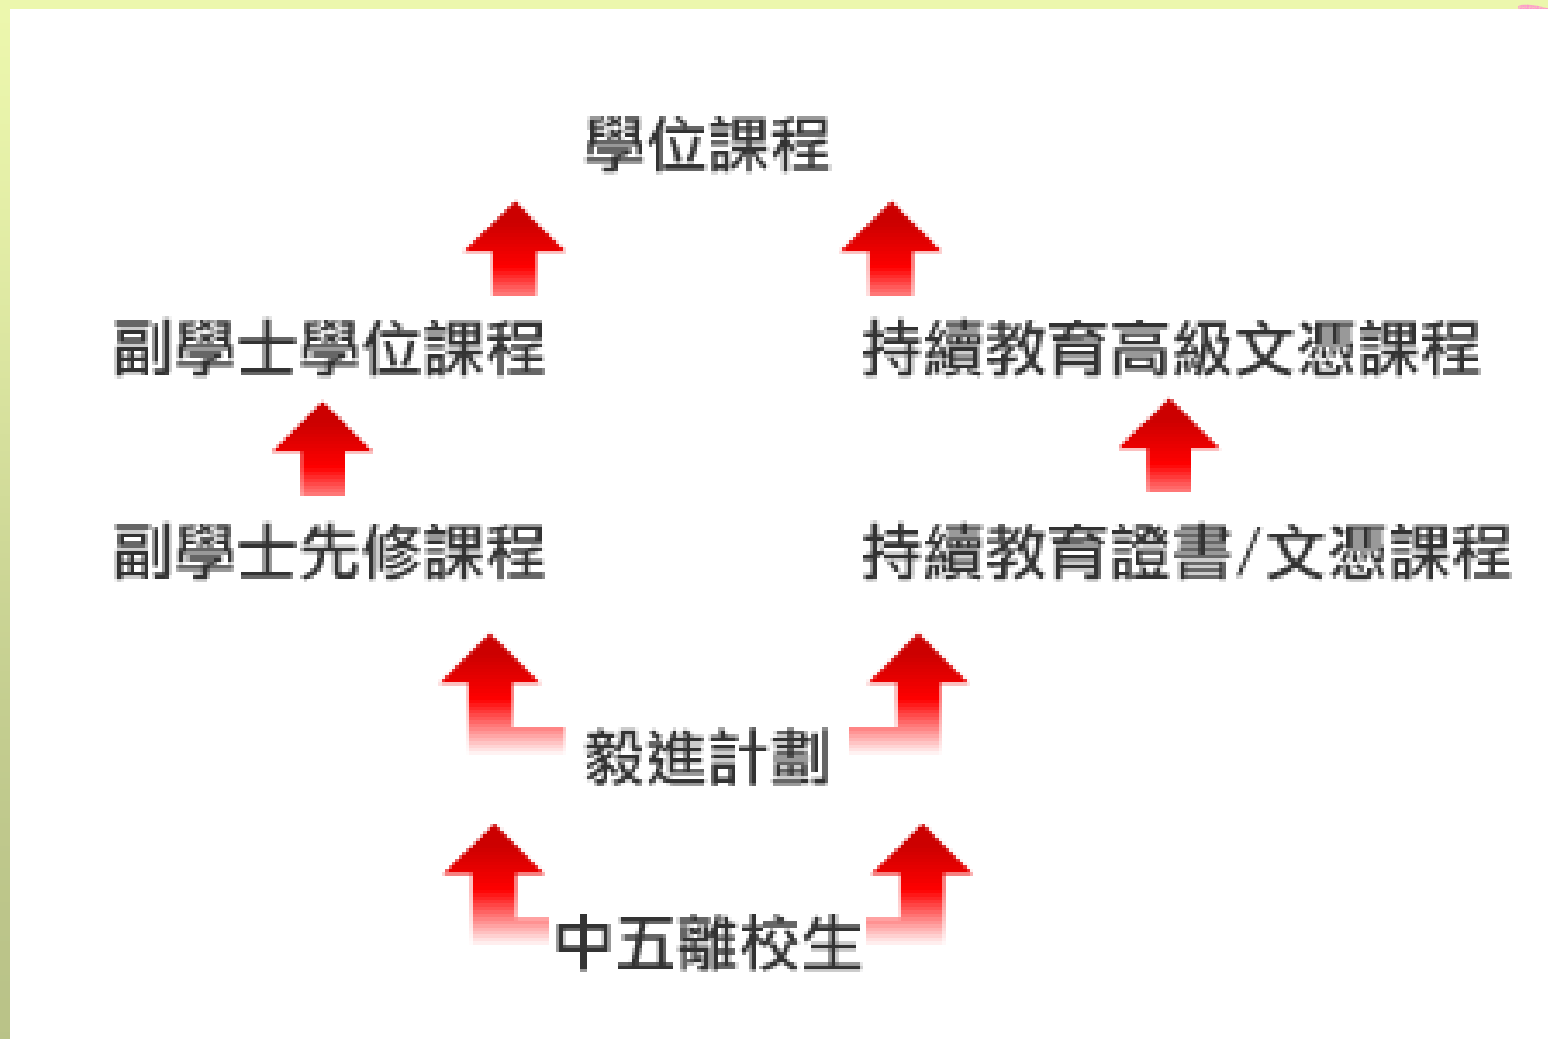 學位課程
副學士學位課程
持續教育高級文憑課程
副學士先修課程
持續教育證書/文憑課程
毅進計劃
中五離校生